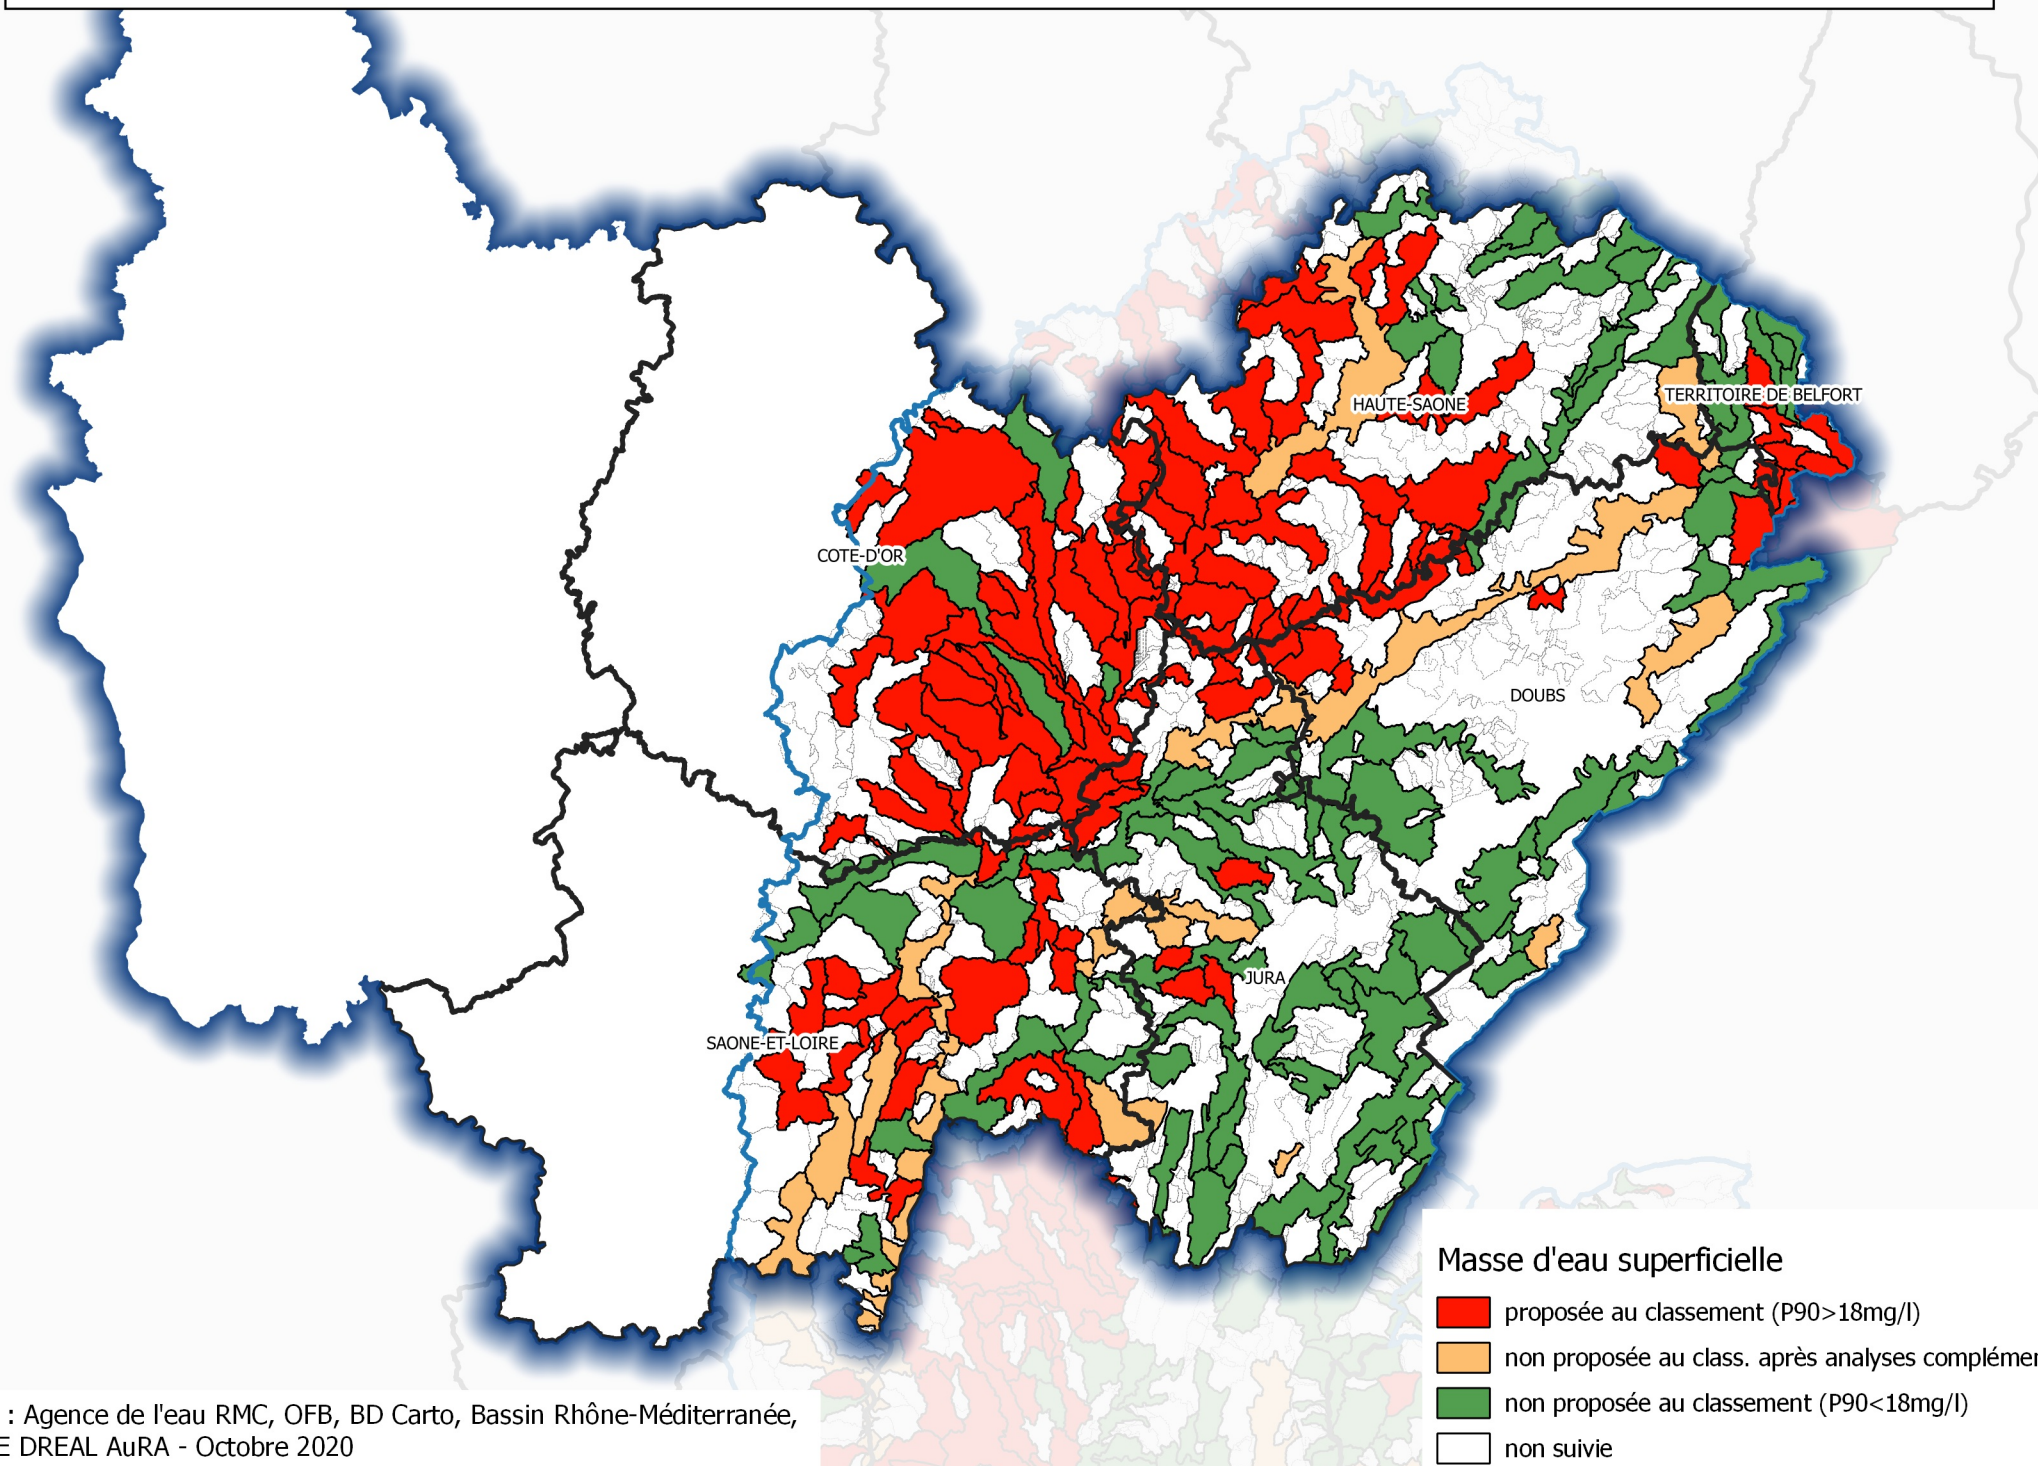 HAUTE-SAONE
TERRITOIRE DE BELFORT
COTE-D'OR
DOUBS
JURA
SAONE-ET-LOIRE
Masse d'eau superficielle
proposée au classement (P90>18mg/l)
non proposée au class. après analyses complémen
non proposée au classement (P90<18mg/l)
non suivie
: Agence de l'eau RMC, OFB, BD Carto, Bassin Rhône-Méditerranée,
E DREAL AuRA - Octobre 2020